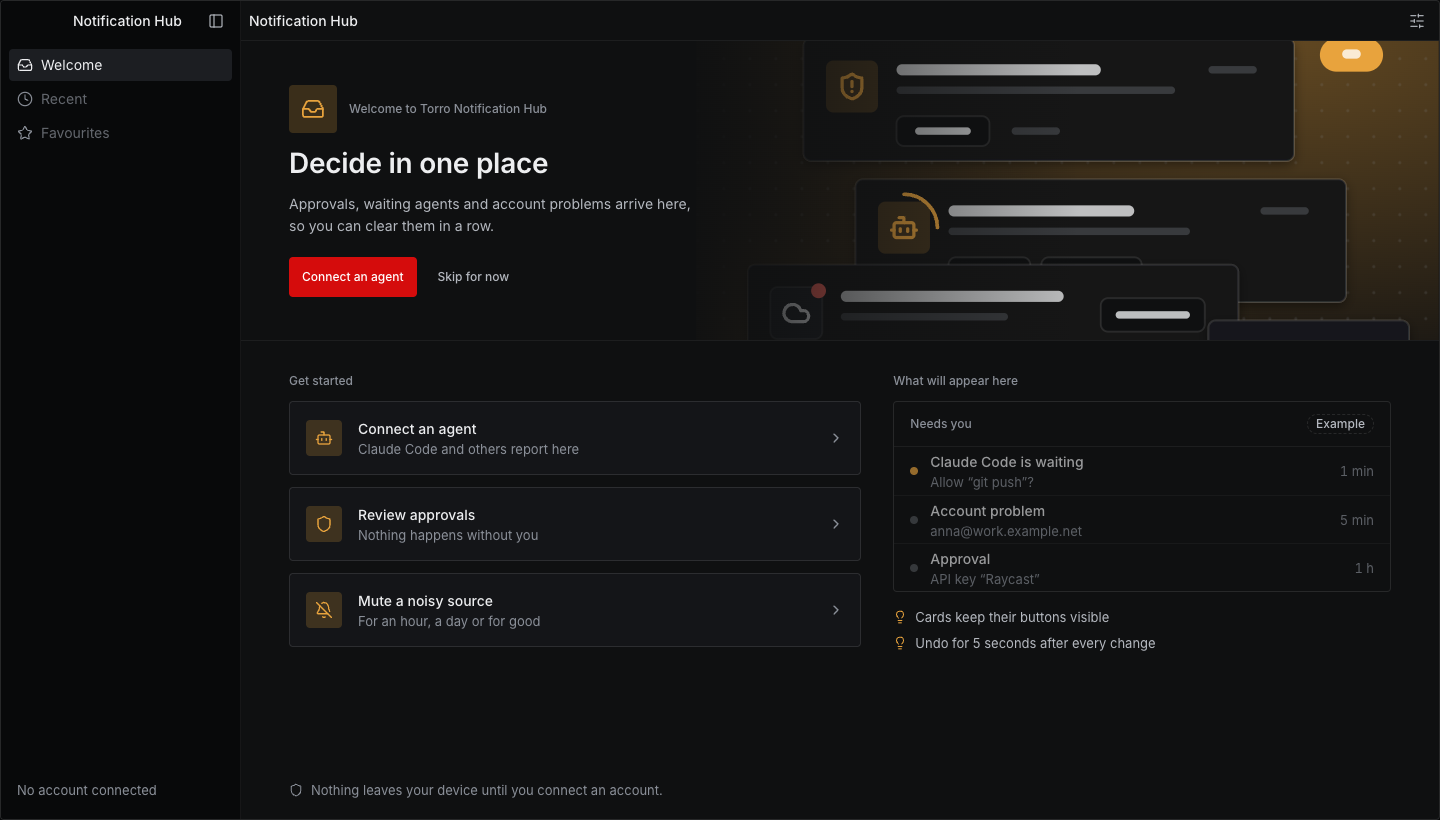 Notification Hub
Notification Hub
Welcome
Recent
Favourites
Welcome to Torro Notification Hub
Decide in one place
Approvals, waiting agents and account problems arrive here,
so you can clear them in a row.
Connect an agent
Skip for now
Get started
Connect an agent
Claude Code and others report here
Review approvals
Nothing happens without you
Mute a noisy source
For an hour, a day or for good
What will appear here
Needs you
Example
Claude Code is waiting
1 min
Allow “git push”?
Account problem
5 min
anna@work.example.net
Approval
1 h
API key “Raycast”
Cards keep their buttons visible
Undo for 5 seconds after every change
No account connected
Nothing leaves your device until you connect an account.